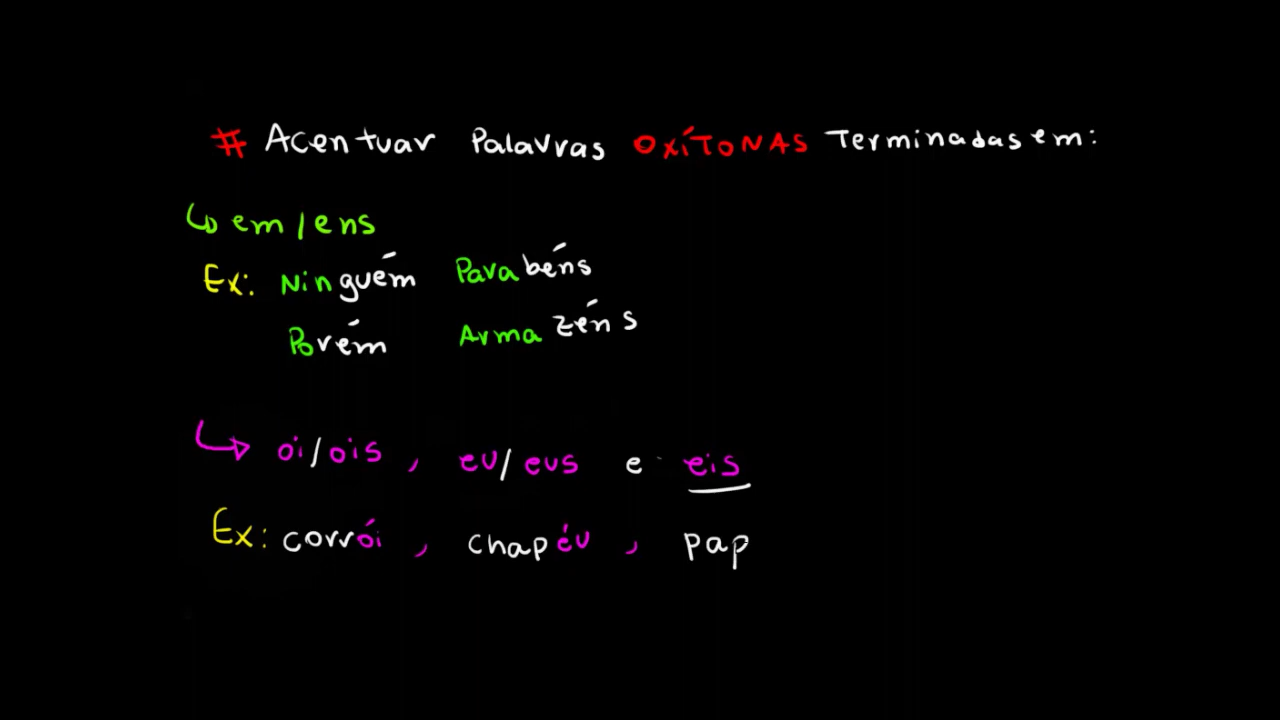 # Acentuar Palavras OXÍTONAS Terminadas em:
↳ em/ens
Ex: Ninguém Parabéns
Porém Armazéns
↳ oi/ois, eu/eus e eis
Ex: corrói, chapéu, pap